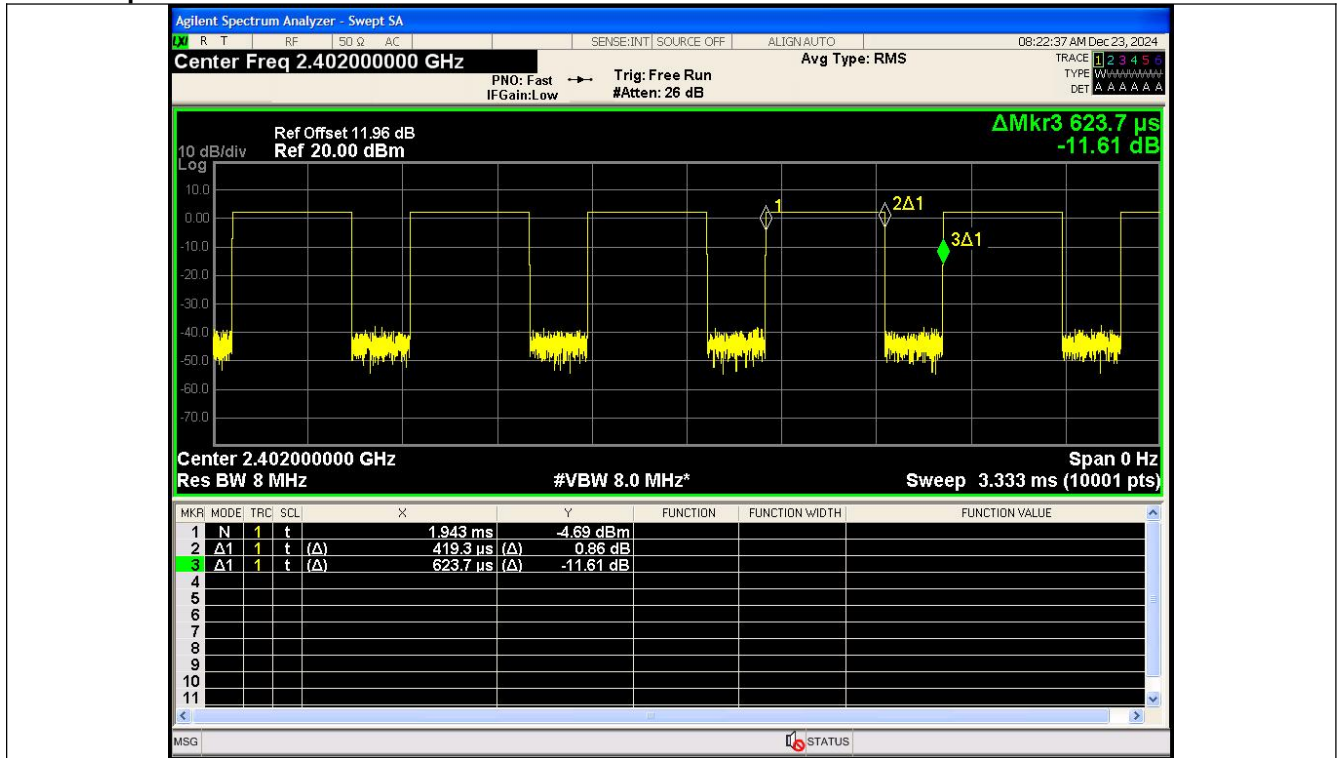 Agilent Spectrum Analyzer - Swept SA
LXI R T RF 50 Ω AC SENSE:INT SOURCE OFF ALIGNAUTO 08:22:37 AM Dec 23, 2024
Center Freq 2.402000000 GHz Avg Type: RMS TRACE 1 2 3 4 5 6
PNO: Fast Trig: Free Run TYPE WWWWWW
IFGain:Low #Atten: 26 dB DET A A A A A A
ΔMkr3 623.7 µs
Ref Offset 11.96 dB
10 dB/div Ref 20.00 dBm -11.61 dB
Log
10.0
0.00
-10.0
-20.0
-30.0
-40.0
-50.0
-60.0
-70.0
1
2Δ1
3Δ1
Center 2.402000000 GHz Span 0 Hz
Res BW 8 MHz #VBW 8.0 MHz* Sweep 3.333 ms (10001 pts)
MKR MODE TRC SCL X Y FUNCTION FUNCTION WIDTH FUNCTION VALUE
1 N 1 t 1.943 ms -4.69 dBm
2 Δ1 1 t (Δ) 419.3 µs (Δ) 0.86 dB
3 Δ1 1 t (Δ) 623.7 µs (Δ) -11.61 dB
4
5
6
7
8
9
10
11
MSG STATUS